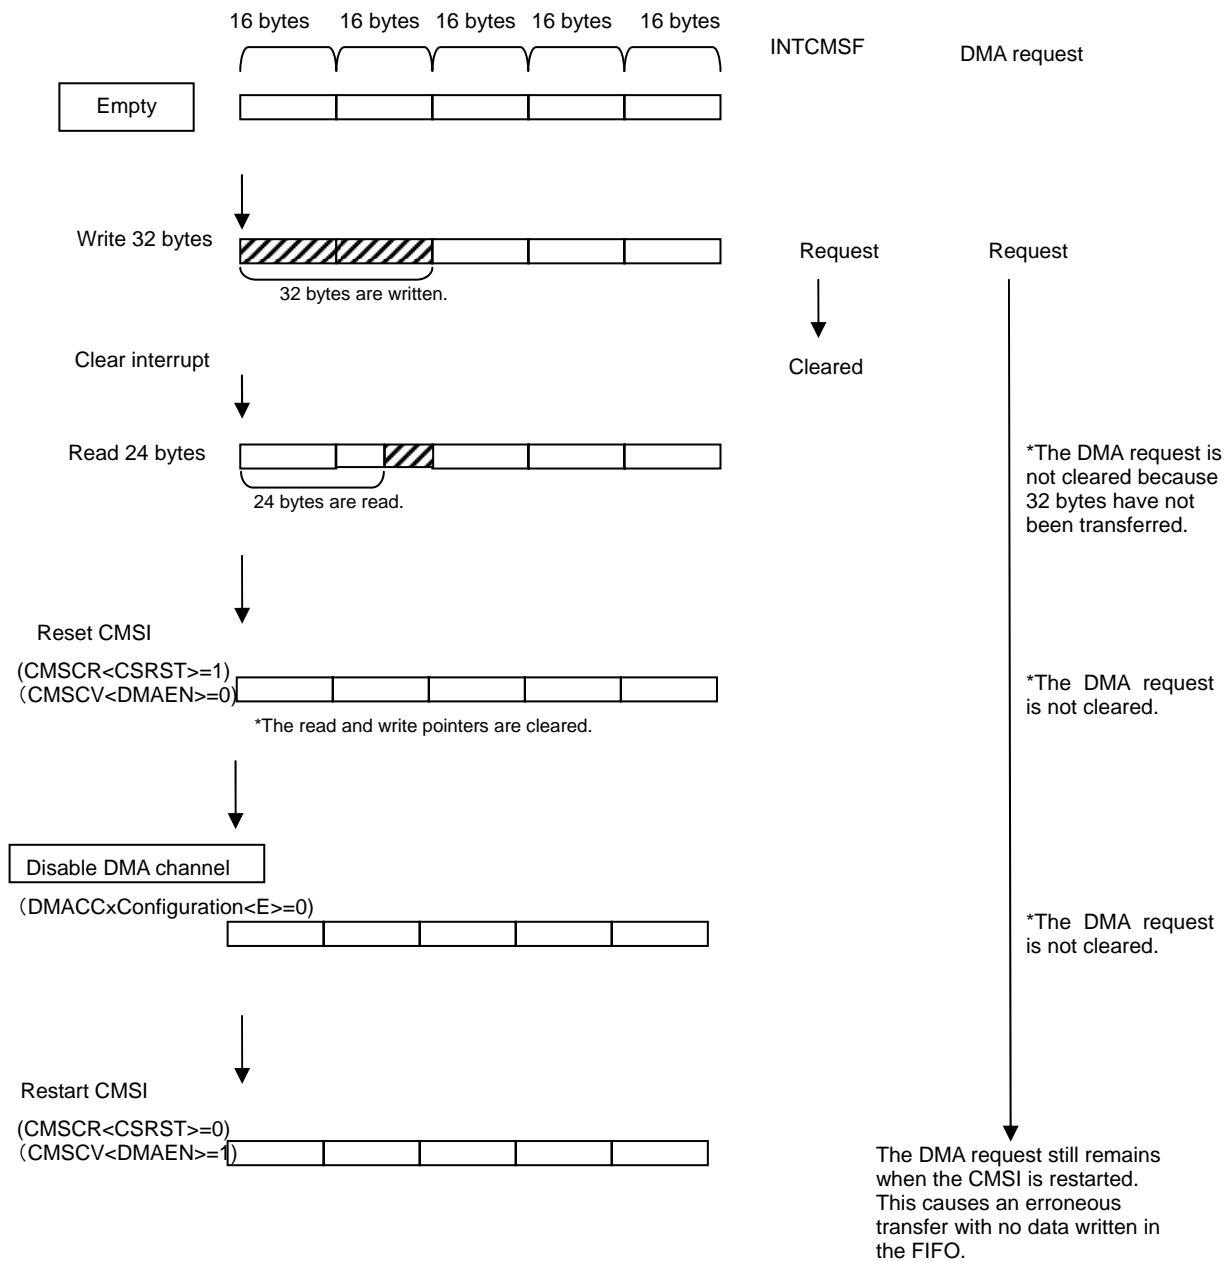 16 bytes 16 bytes 16 bytes 16 bytes 16 bytes
INTCMSF
DMA request
Empty
Write 32 bytes
Request
Request
32 bytes are written.
Clear interrupt
Cleared
Read 24 bytes
24 bytes are read.
*The DMA request is
not cleared because
32 bytes have not
been transferred.
Reset CMSI
(CMSCR<CSRST>=1)
（CMSCV<DMAEN>=0)
*The read and write pointers are cleared.
*The DMA request
is not cleared.
Disable DMA channel
（DMACCxConfiguration<E>=0)
*The DMA request
is not cleared.
Restart CMSI
(CMSCR<CSRST>=0)
（CMSCV<DMAEN>=1)
The DMA request still remains
when the CMSI is restarted.
This causes an erroneous
transfer with no data written in
the FIFO.